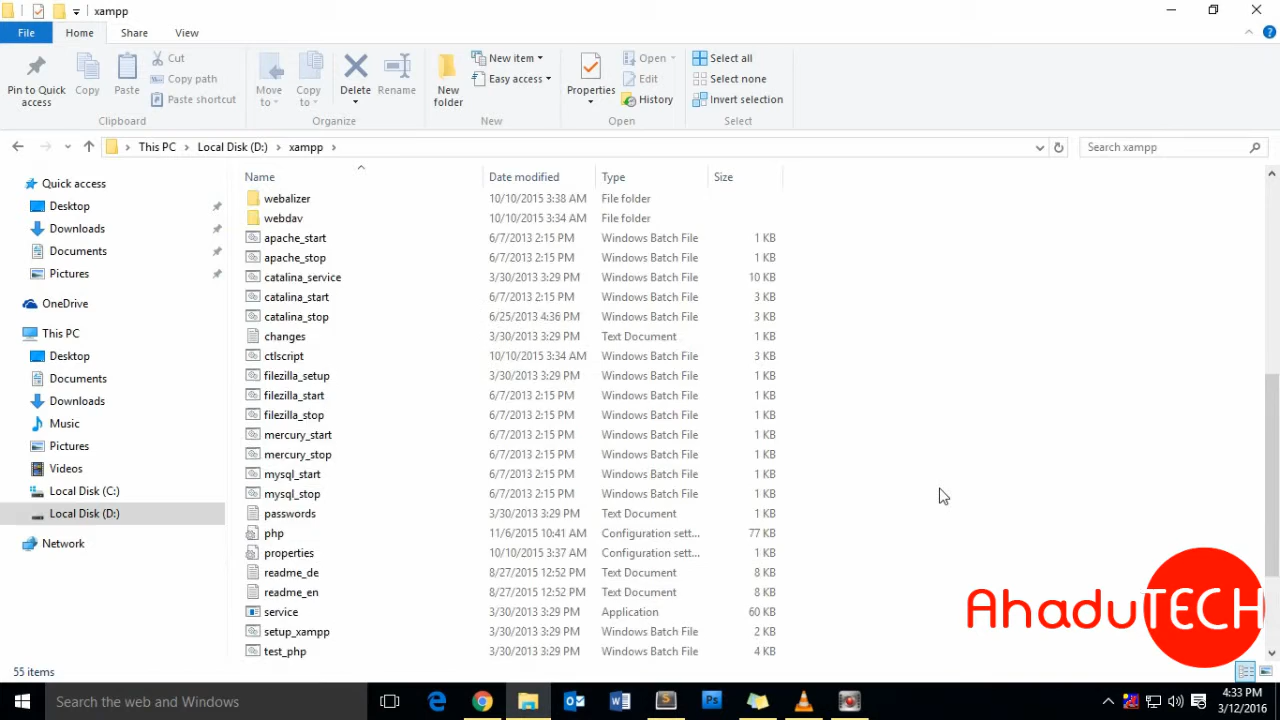 xampp
File Home Share View
Pin to Quick access
Copy
Paste
Cut
Copy path
Paste shortcut
Clipboard
Move to
Copy to
Delete
Rename
Organize
New folder
New item
Easy access
New
Properties
Open
Edit
History
Open
Select all
Select none
Invert selection
Select
This PC Local Disk (D:) xampp
Search xampp
Quick access
Desktop
Downloads
Documents
Pictures
OneDrive
This PC
Desktop
Documents
Downloads
Music
Pictures
Videos
Local Disk (C:)
Local Disk (D:)
Network
Name Date modified Type Size
webalizer 10/10/2015 3:38 AM File folder
webdav 10/10/2015 3:34 AM File folder
apache_start 6/7/2013 2:15 PM Windows Batch File 1 KB
apache_stop 6/7/2013 2:15 PM Windows Batch File 1 KB
catalina_service 3/30/2013 3:29 PM Windows Batch File 10 KB
catalina_start 6/7/2013 2:15 PM Windows Batch File 3 KB
catalina_stop 6/25/2013 4:36 PM Windows Batch File 3 KB
changes 3/30/2013 3:29 PM Text Document 1 KB
ctlscript 10/10/2015 3:34 AM Windows Batch File 3 KB
filezilla_setup 3/30/2013 3:29 PM Windows Batch File 1 KB
filezilla_start 6/7/2013 2:15 PM Windows Batch File 1 KB
filezilla_stop 6/7/2013 2:15 PM Windows Batch File 1 KB
mercury_start 6/7/2013 2:15 PM Windows Batch File 1 KB
mercury_stop 6/7/2013 2:15 PM Windows Batch File 1 KB
mysql_start 6/7/2013 2:15 PM Windows Batch File 1 KB
mysql_stop 6/7/2013 2:15 PM Windows Batch File 1 KB
passwords 3/30/2013 3:29 PM Text Document 1 KB
php 11/6/2015 10:41 AM Configuration sett... 77 KB
properties 10/10/2015 3:37 AM Configuration sett... 1 KB
readme_de 8/27/2015 12:52 PM Text Document 8 KB
readme_en 8/27/2015 12:52 PM Text Document 8 KB
service 3/30/2013 3:29 PM Application 60 KB
setup_xampp 3/30/2013 3:29 PM Windows Batch File 2 KB
test_php 3/30/2013 3:29 PM Windows Batch File 4 KB
AhaduTECH
55 items
Search the web and Windows
4:33 PM
3/12/2016